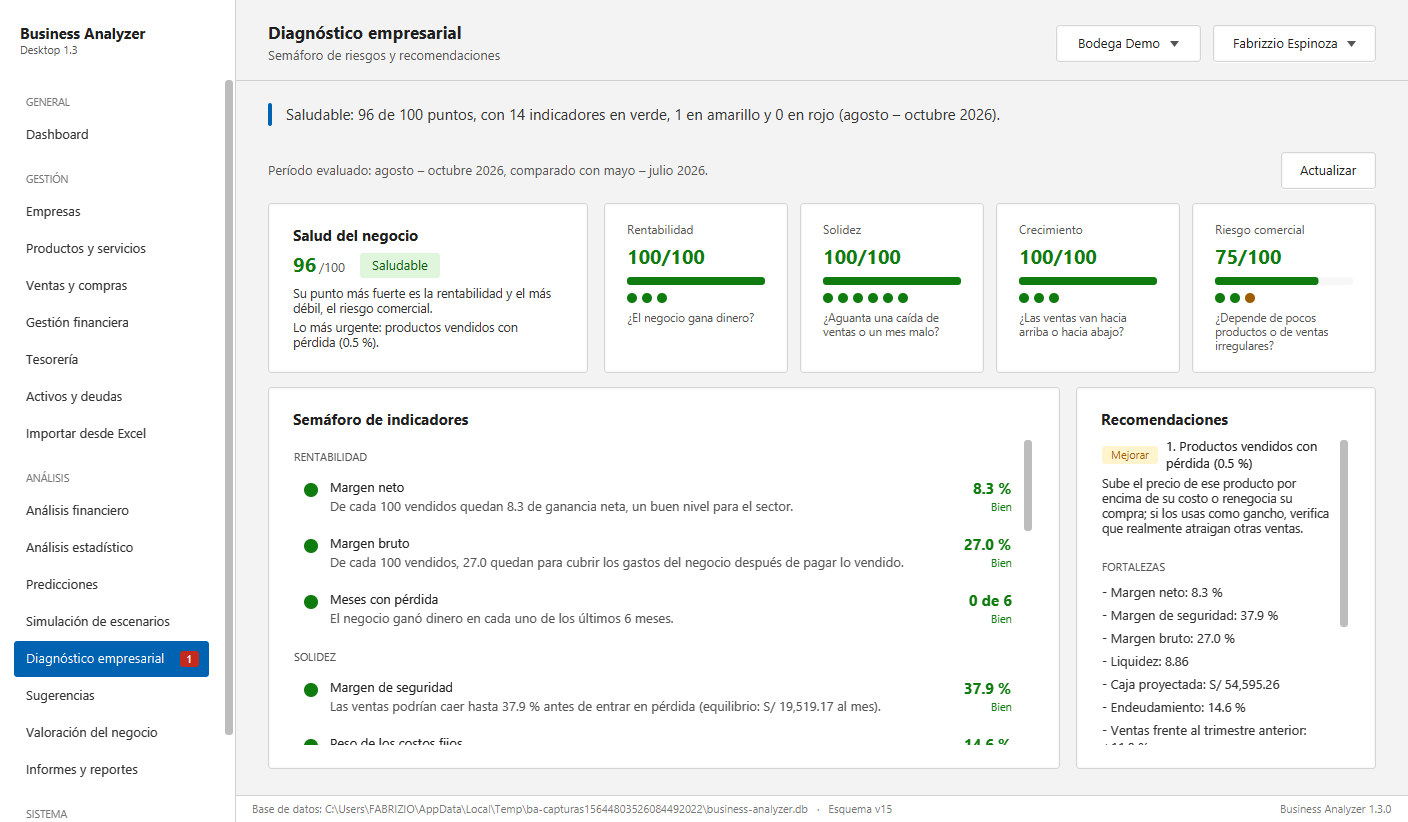 Business Analyzer
Desktop 1.3
GENERAL
Dashboard
GESTIÓN
Empresas
Productos y servicios
Ventas y compras
Gestión financiera
Tesorería
Activos y deudas
Importar desde Excel
ANÁLISIS
Análisis financiero
Análisis estadístico
Predicciones
Simulación de escenarios
Diagnóstico empresarial 1
Sugerencias
Valoración del negocio
Informes y reportes
SISTEMA
Diagnóstico empresarial
Semáforo de riesgos y recomendaciones
Bodega Demo
Fabrizzio Espinoza
Saludable: 96 de 100 puntos, con 14 indicadores en verde, 1 en amarillo y 0 en rojo (agosto – octubre 2026).
Período evaluado: agosto – octubre 2026, comparado con mayo – julio 2026.
Actualizar
Salud del negocio
96 /100 Saludable
Su punto más fuerte es la rentabilidad y el más
débil, el riesgo comercial.
Lo más urgente: productos vendidos con
pérdida (0.5 %).
Rentabilidad
100/100
¿El negocio gana dinero?
Solidez
100/100
¿Aguanta una caída de
ventas o un mes malo?
Crecimiento
100/100
¿Las ventas van hacia
arriba o hacia abajo?
Riesgo comercial
75/100
¿Depende de pocos
productos o de ventas
irregulares?
Semáforo de indicadores
RENTABILIDAD
Margen neto
De cada 100 vendidos quedan 8.3 de ganancia neta, un buen nivel para el sector.
8.3 %
Bien
Margen bruto
De cada 100 vendidos, 27.0 quedan para cubrir los gastos del negocio después de pagar lo vendido.
27.0 %
Bien
Meses con pérdida
El negocio ganó dinero en cada uno de los últimos 6 meses.
0 de 6
Bien
SOLIDEZ
Margen de seguridad
Las ventas podrían caer hasta 37.9 % antes de entrar en pérdida (equilibrio: S/ 19,519.17 al mes).
37.9 %
Bien
Peso de los costos fijos
14.6 %
Recomendaciones
Mejorar
1. Productos vendidos con
pérdida (0.5 %)
Sube el precio de ese producto por
encima de su costo o renegocia su
compra; si los usas como gancho, verifica
que realmente atraigan otras ventas.
FORTALEZAS
- Margen neto: 8.3 %
- Margen de seguridad: 37.9 %
- Margen bruto: 27.0 %
- Liquidez: 8.86
- Caja proyectada: S/ 54,595.26
- Endeudamiento: 14.6 %
- Ventas frente al trimestre anterior:
Base de datos: C:\Users\FABRIZIO\AppData\Local\Temp\ba-capturas15644803526084492022\business-analyzer.db · Esquema v15
Business Analyzer 1.3.0